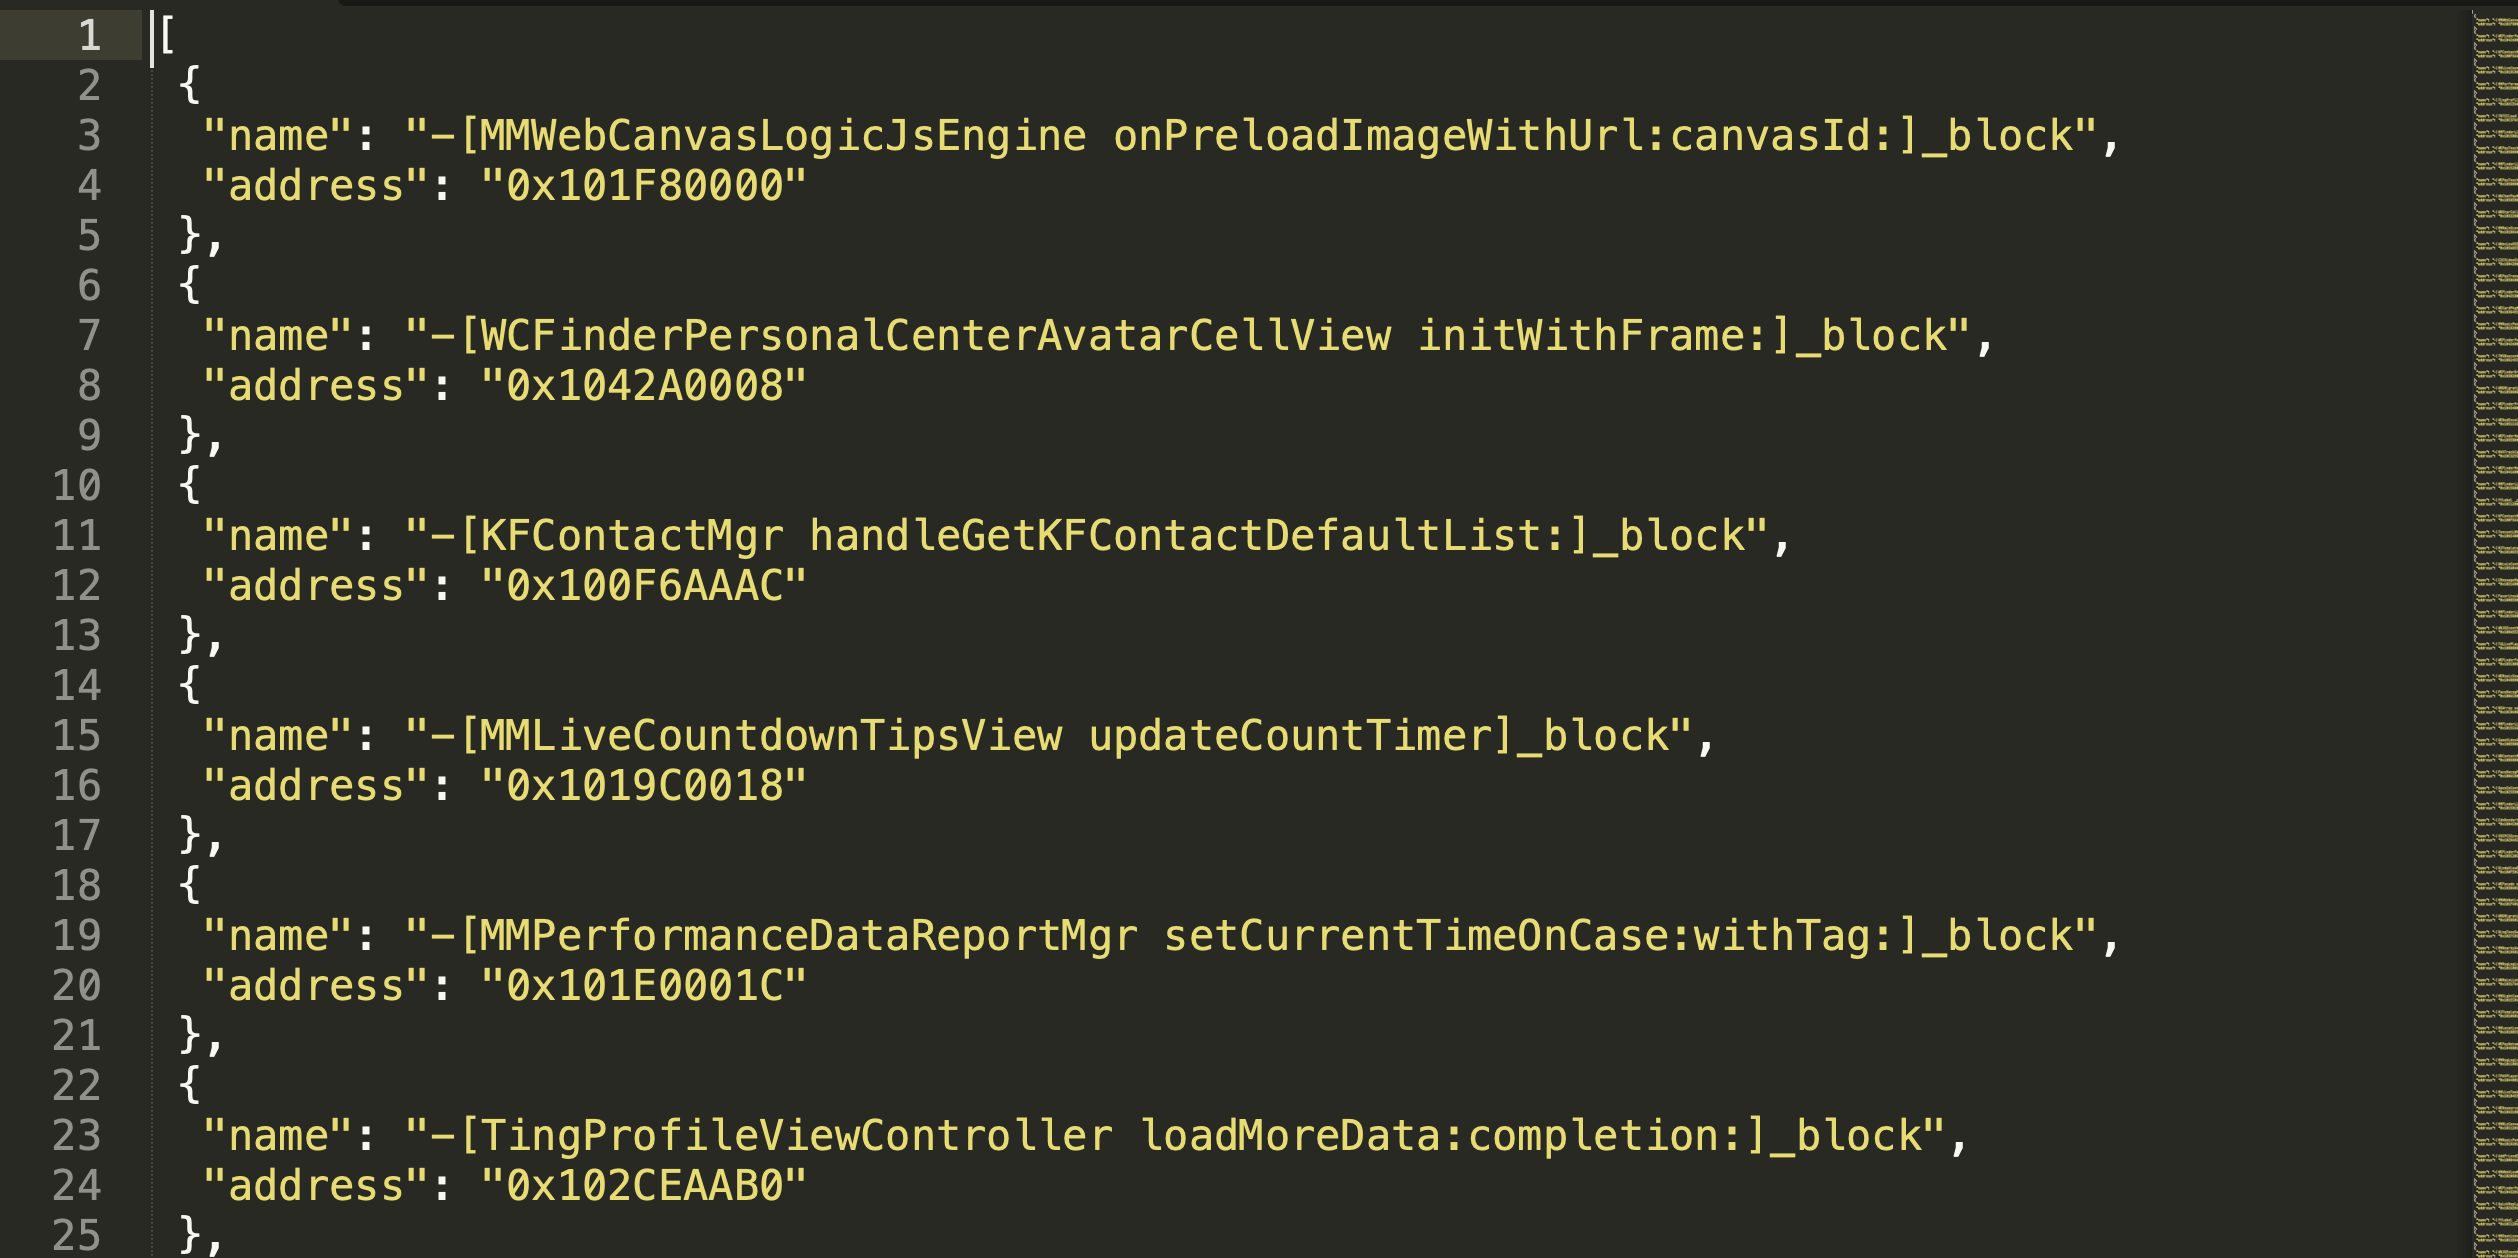 1 [
2 {
3 "name": "-[MMWebCanvasLogicJsEngine onPreloadImageWithUrl:canvasId:]_block",
4 "address": "0x101F80000"
5 },
6 {
7 "name": "-[WCFinderPersonalCenterAvatarCellView initWithFrame:]_block",
8 "address": "0x1042A0008"
9 },
10 {
11 "name": "-[KFContactMgr handleGetKFContactDefaultList:]_block",
12 "address": "0x100F6AAAC"
13 },
14 {
15 "name": "-[MMLiveCountdownTipsView updateCountTimer]_block",
16 "address": "0x1019C0018"
17 },
18 {
19 "name": "-[MMPerformanceDataReportMgr setCurrentTimeOnCase:withTag:]_block",
20 "address": "0x101E0001C"
21 },
22 {
23 "name": "-[TingProfileViewController loadMoreData:completion:]_block",
24 "address": "0x102CEAAB0"
25 },